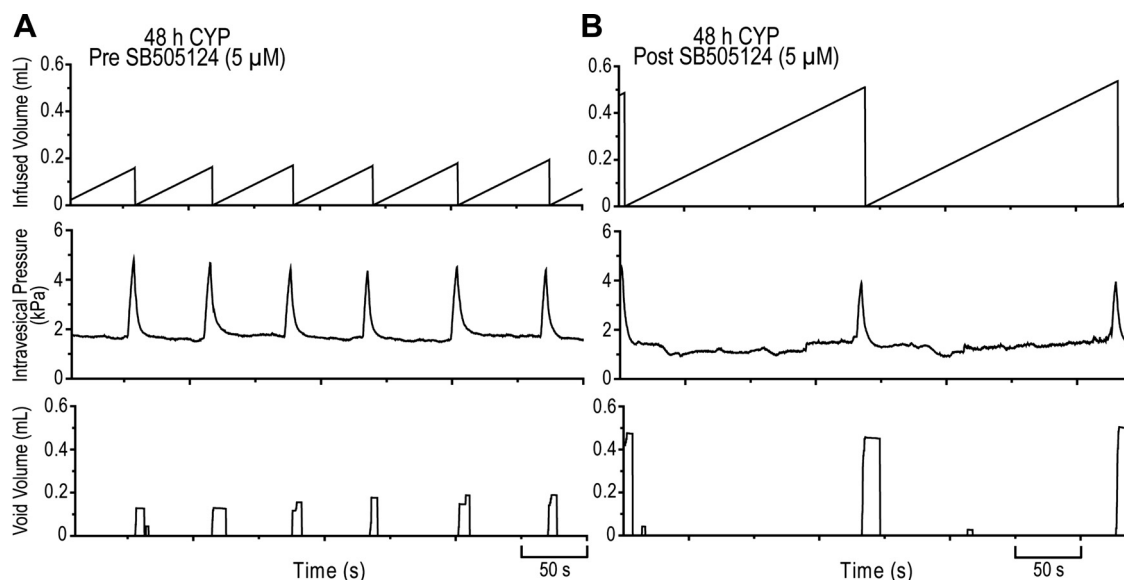 A
48 h CYP
Pre SB505124 (5 µM)
Infused Volume (mL)
0.6
0.4
0.2
0
Intravesical Pressure
(kPa)
6
4
2
0
Void Volume (mL)
0.6
0.4
0.2
0
Time (s)
50 s
B
48 h CYP
Post SB505124 (5 µM)
0.6
0.4
0.2
0
6
4
2
0
0.6
0.4
0.2
0
Time (s)
50 s